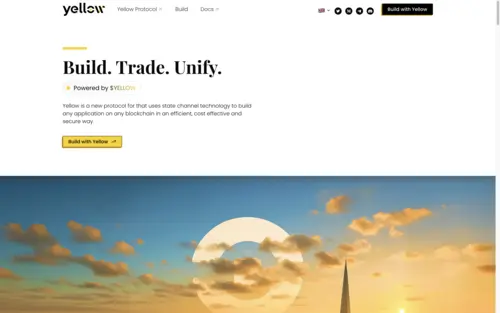 yellow
Yellow Protocol
Build
Docs
Build with Yellow
Build. Trade. Unify.
Powered by $YELLOW
Yellow is a new protocol for that uses state channel technology to build
any application on any blockchain in an efficient, cost effective and
secure way.
Build with Yellow